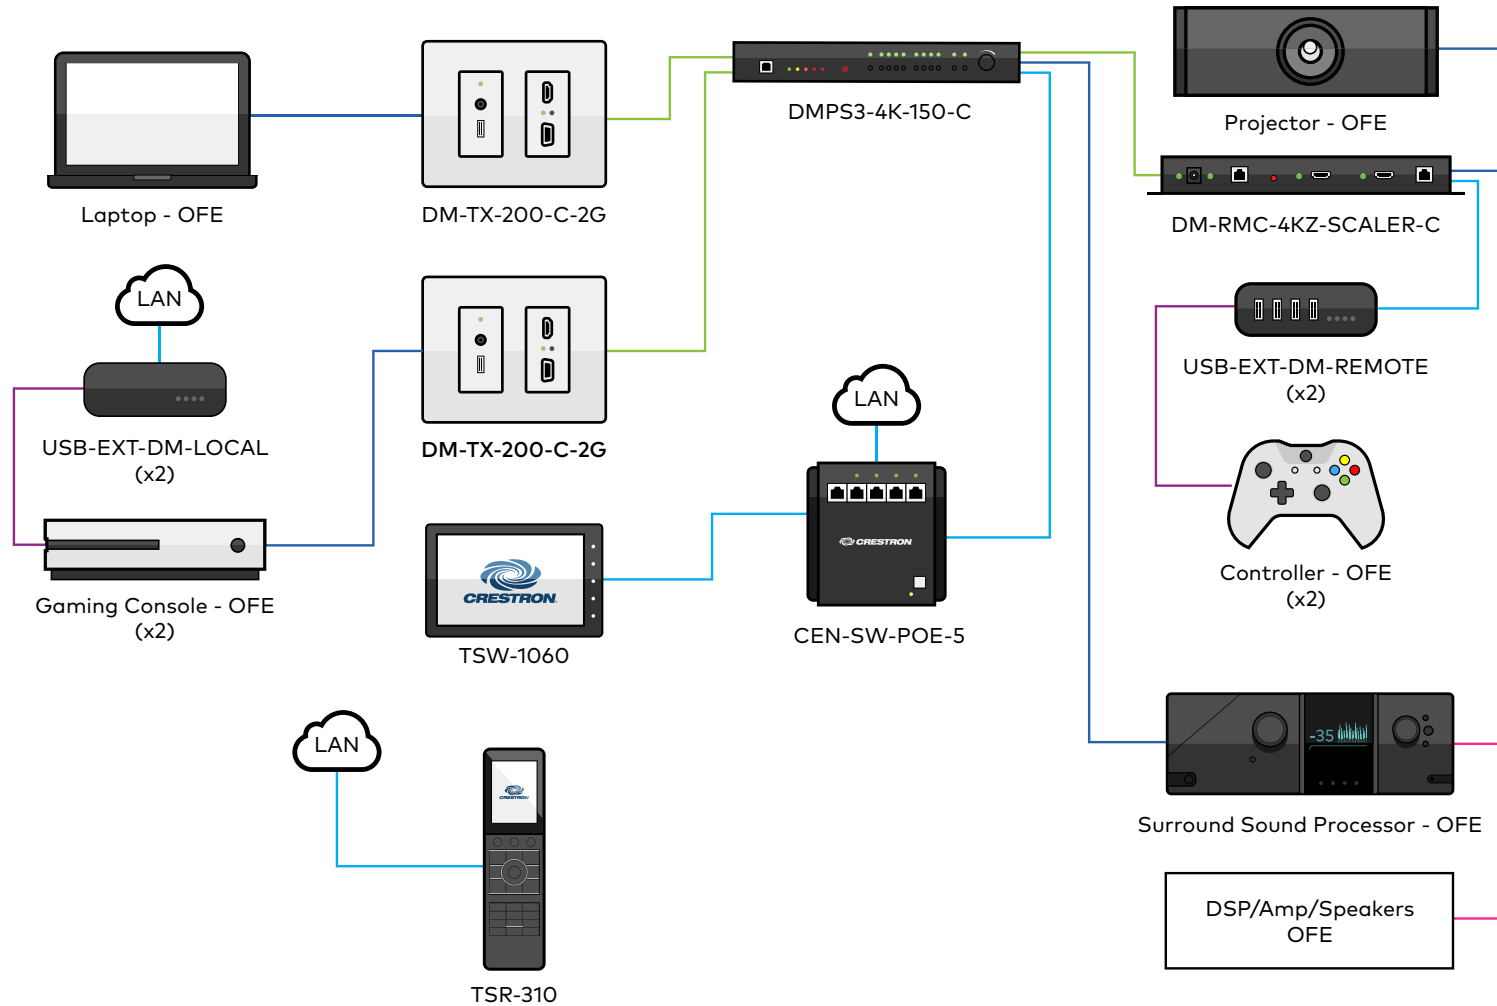 DMPS3-4K-150-C
Projector - OFE
Laptop - OFE
DM-TX-200-C-2G
DM-RMC-4KZ-SCALER-C
LAN
USB-EXT-DM-LOCAL
(x2)
DM-TX-200-C-2G
LAN
USB-EXT-DM-REMOTE
(x2)
Gaming Console - OFE
(x2)
CRESTRON
TSW-1060
CRESTRON
CEN-SW-POE-5
Controller - OFE
(x2)
LAN
CRESTRON
TSR-310
-35
Surround Sound Processor - OFE
DSP/Amp/Speakers
OFE